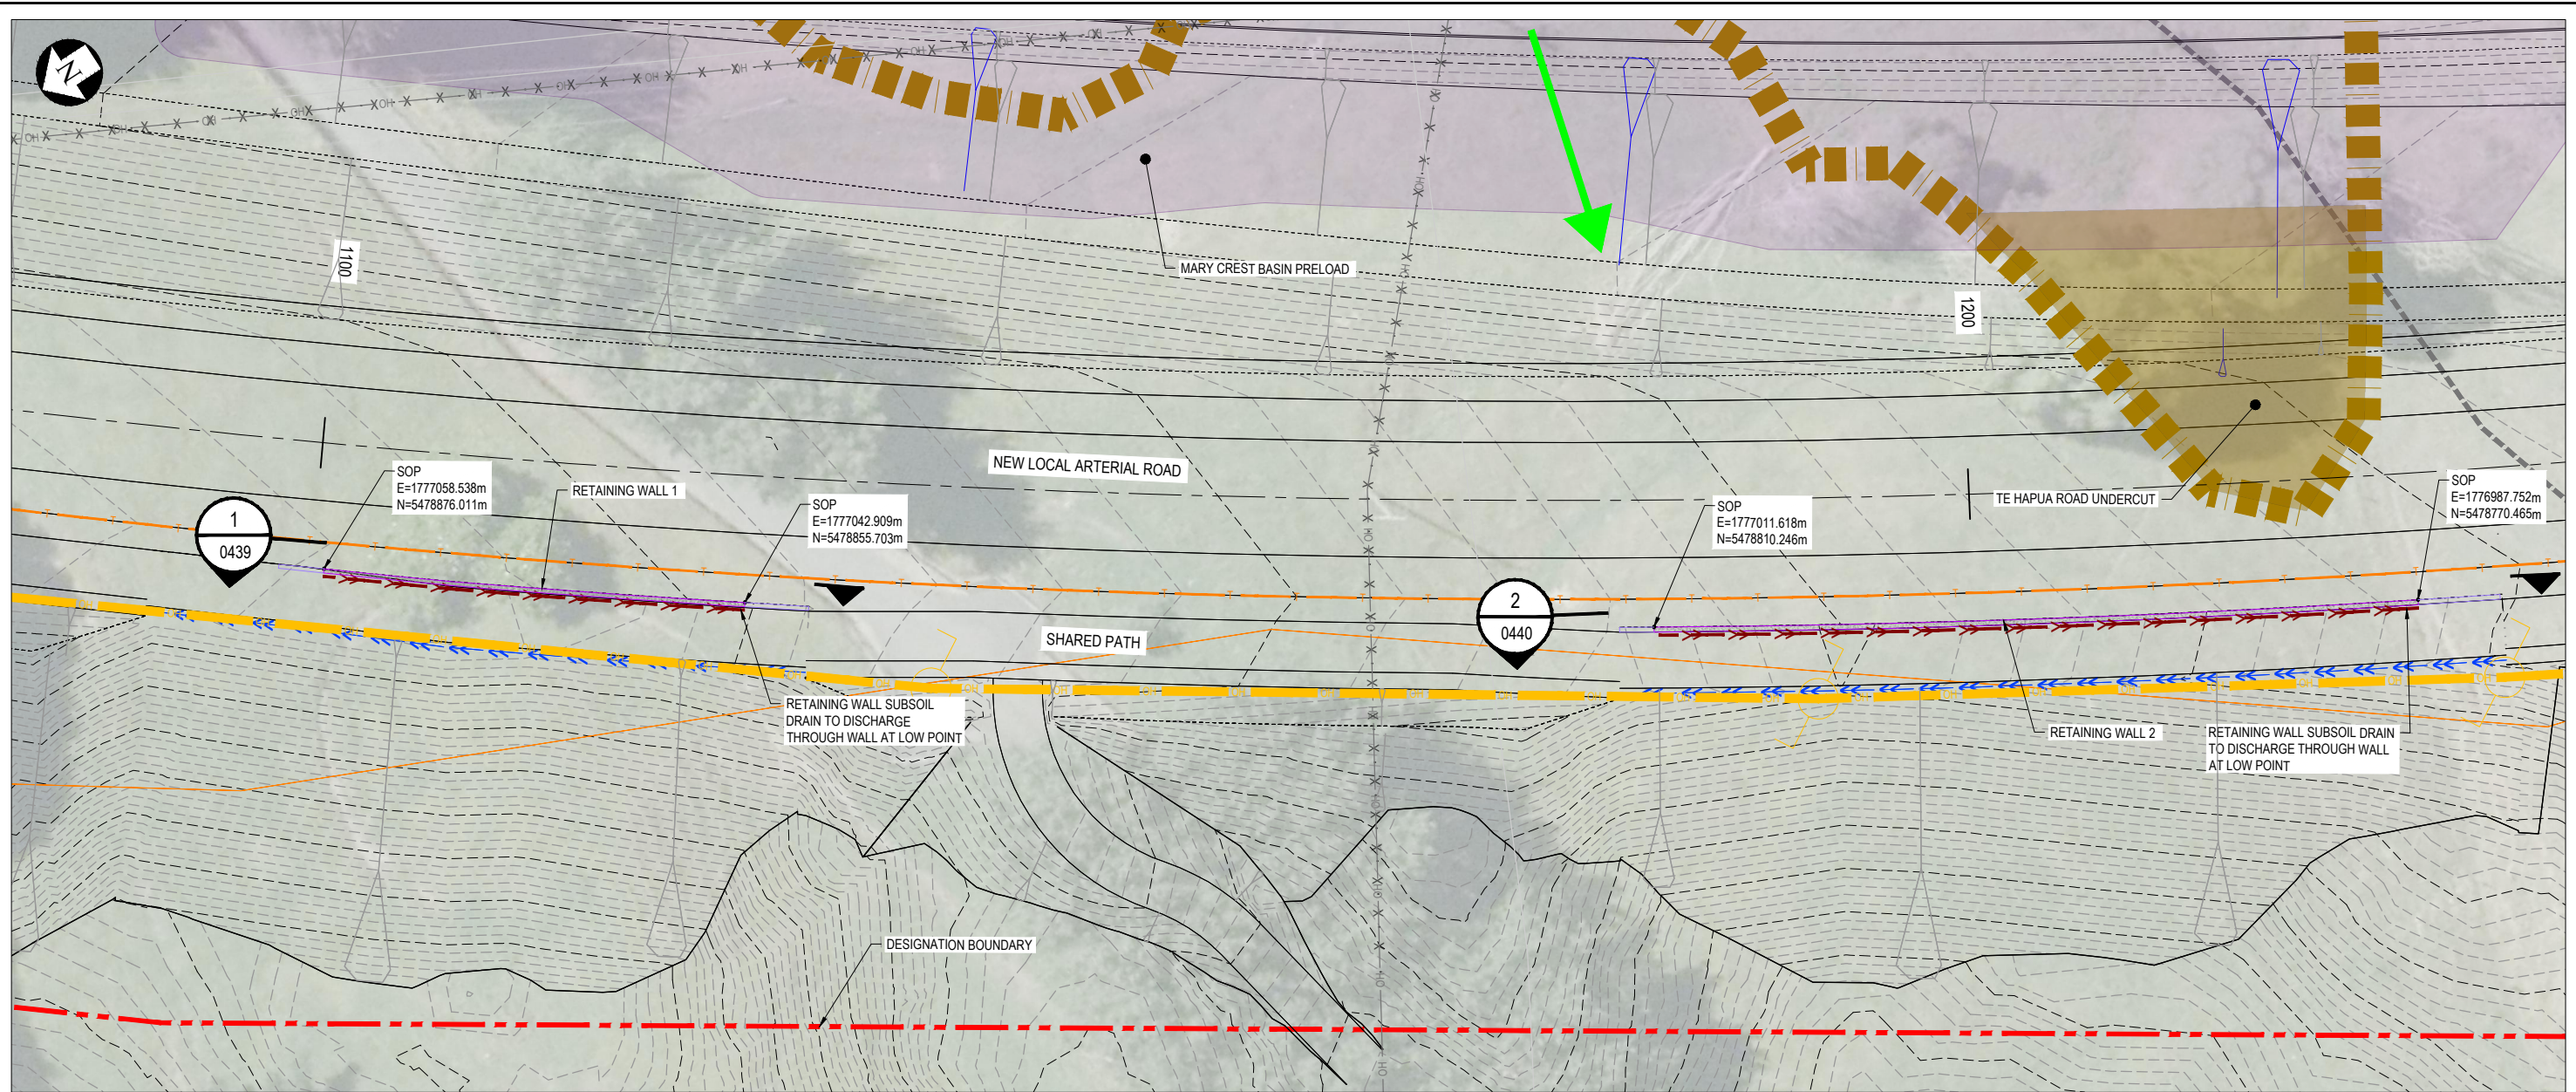 N
MARY CREST BASIN PRELOAD
1100
1200
NEW LOCAL ARTERIAL ROAD
SOP
E=1777058.538m
N=5478876.011m
RETAINING WALL 1
SOP
E=1777042.909m
N=5478855.703m
SOP
E=1777011.618m
N=5478810.246m
TE HAPUA ROAD UNDERCUT
SOP
E=1776987.752m
N=5478770.465m
1
0439
2
0440
SHARED PATH
RETAINING WALL SUBSOIL
DRAIN TO DISCHARGE
THROUGH WALL AT LOW POINT
RETAINING WALL 2
RETAINING WALL SUBSOIL DRAIN
TO DISCHARGE THROUGH WALL
AT LOW POINT
DESIGNATION BOUNDARY